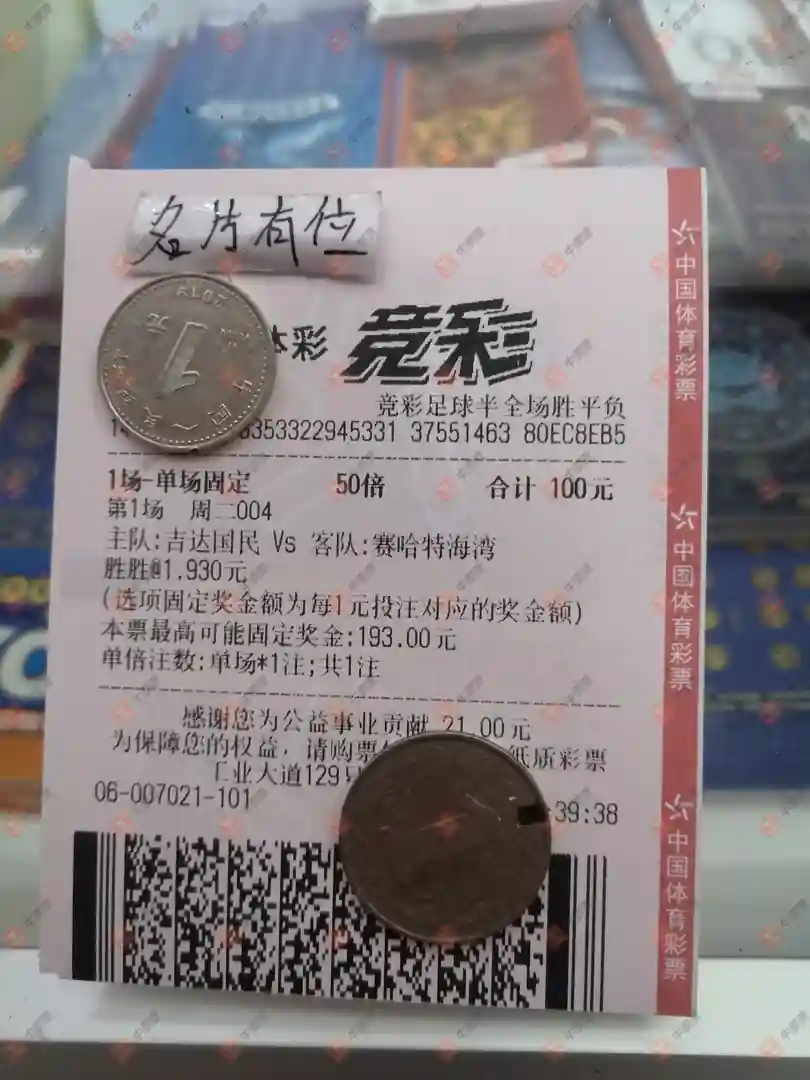 名片有位
体彩 竞彩
竞彩足球半全场胜平负
3353322945331 37551463 80EC8EB5
1场-单场固定 50倍 合计 100元
第1场 周二004
主队:吉达国民 Vs 客队:赛哈特海湾
胜胜@1.930元
(选项固定奖金额为每1元投注对应的奖金额)
本票最高可能固定奖金:193.00元
单倍注数:单场*1注;共1注
感谢您为公益事业贡献 21.00元
为保障您的权益，请购票 纸质彩票
工业大道129
06-007021-101 39:38
中国体育彩票
中国体育彩票
中国体育彩票
2019
1
元